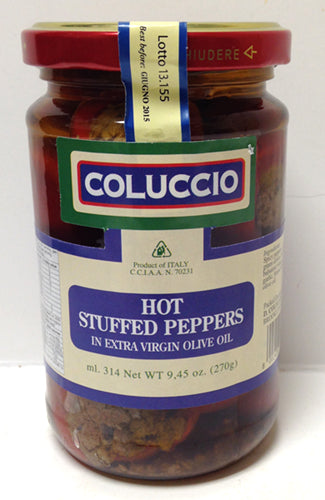 CHIUDERE
Lotto 13.155
Best before: GIUGNO 2015
COLUCCIO
Product of ITALY
C.C.I.A.A. N. 70231
HOT
STUFFED PEPPERS
IN EXTRA VIRGIN OLIVE OIL
ml. 314 Net WT 9,45 oz. (270g)